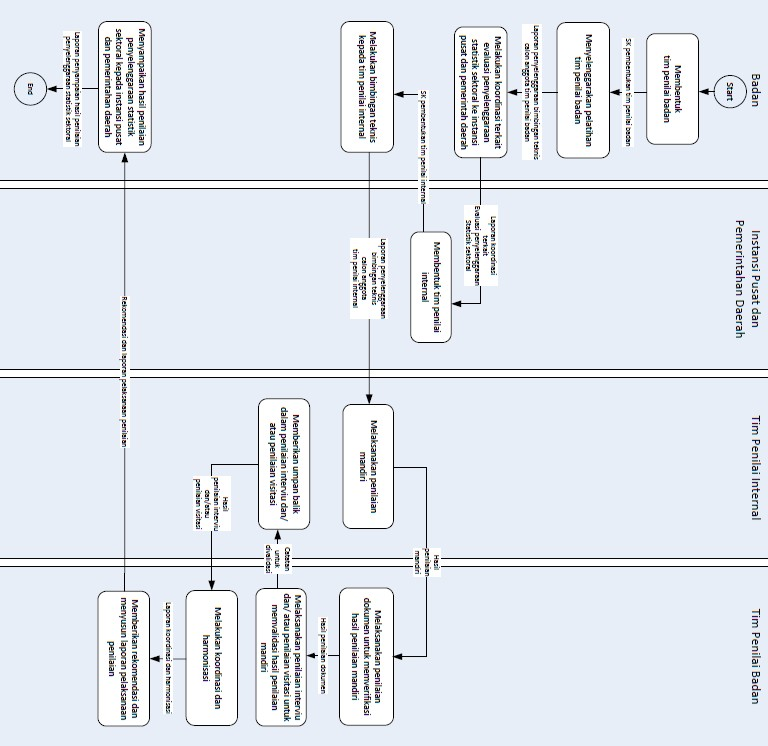 Badan
Start
Membentuk
tim penilai badan
SK pembentukan tim penilai badan
Menyelenggarakan pelatihan
tim penilai badan
Laporan penyelenggaraan bimbingan teknis
calon anggota tim penilai badan
Melakukan koordinasi terkait
evaluasi penyelenggaraan
statistik sektoral ke instansi
pusat dan pemerintah daerah
SK pembentukan tim penilai internal
Melakukan bimbingan teknis
kepada tim penilai internal
Menyampaikan hasil penilaian
penyelenggaraan statistik
sektoral kepada instansi pusat
dan pemerintahan daerah
Laporan penyampaian hasil penilaian
penyelenggaraan statistik sektoral
End
Instansi Pusat dan
Pemerintahan Daerah
Laporan koordinasi
terkait
Evaluasi penyelenggaraan
Statistik sektoral
Membentuk tim penilai
internal
Laporan penyelenggaraan
bimbingan teknis
calon anggota
tim penilai internal
Rekomendasi dan laporan pelaksanaan penilaian
Tim Penilai Internal
Melaksanakan penilaian
mandiri
Hasil
penilaian
mandiri
Memberikan umpan balik
dalam penilaian interviu dan/
atau penilaian visitasi
Hasil
penilaian interviu
dan/atau
penilaian visitasi
Catatan
untuk
divalidasi
Tim Penilai Badan
Melaksanakan penilaian
dokumen untuk memverifikasi
hasil penilaian mandiri
Hasil penilaian dokumen
Melaksanakan penilaian interviu
dan/ atau penilaian visitasi untuk
memvalidasi hasil penilaian
mandiri
Melakukan koordinasi dan
harmonisasi
Laporan koordinasi dan harmonisasi
Memberikan rekomendasi dan
menyusun laporan pelaksanaan
penilaian